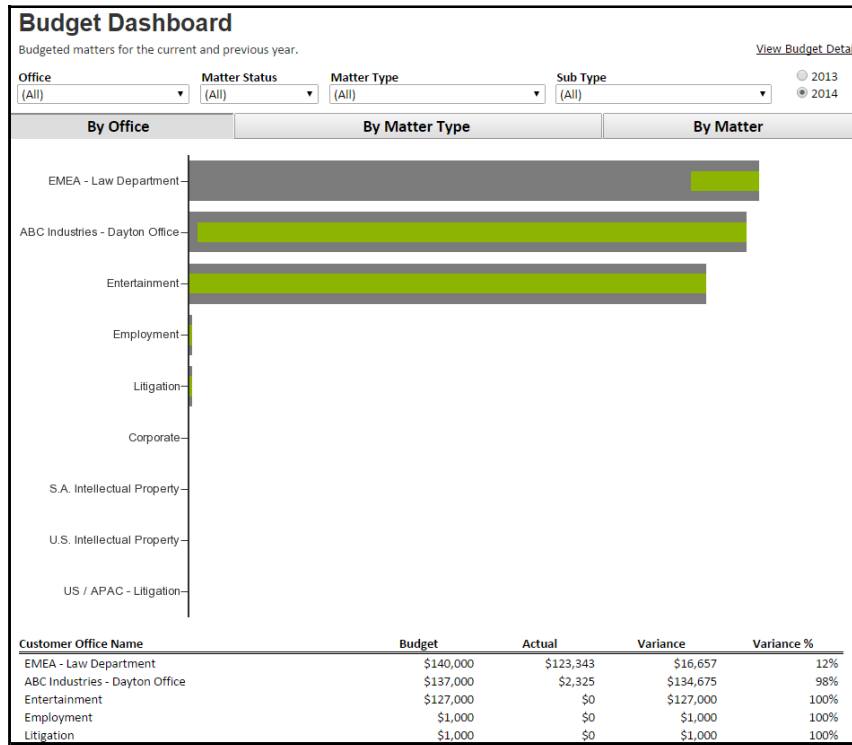 Budget Dashboard
Budgeted matters for the current and previous year.
View Budget Detai
Office Matter Status Matter Type Sub Type
(All) (All) (All) (All)
2013
2014
By Office By Matter Type By Matter
EMEA - Law Department
ABC Industries - Dayton Office
Entertainment
Employment
Litigation
Corporate
S.A. Intellectual Property
U.S. Intellectual Property
US / APAC - Litigation
Customer Office Name Budget Actual Variance Variance %
EMEA - Law Department $140,000 $123,343 $16,657 12%
ABC Industries - Dayton Office $137,000 $2,325 $134,675 98%
Entertainment $127,000 $0 $127,000 100%
Employment $1,000 $0 $1,000 100%
Litigation $1,000 $0 $1,000 100%